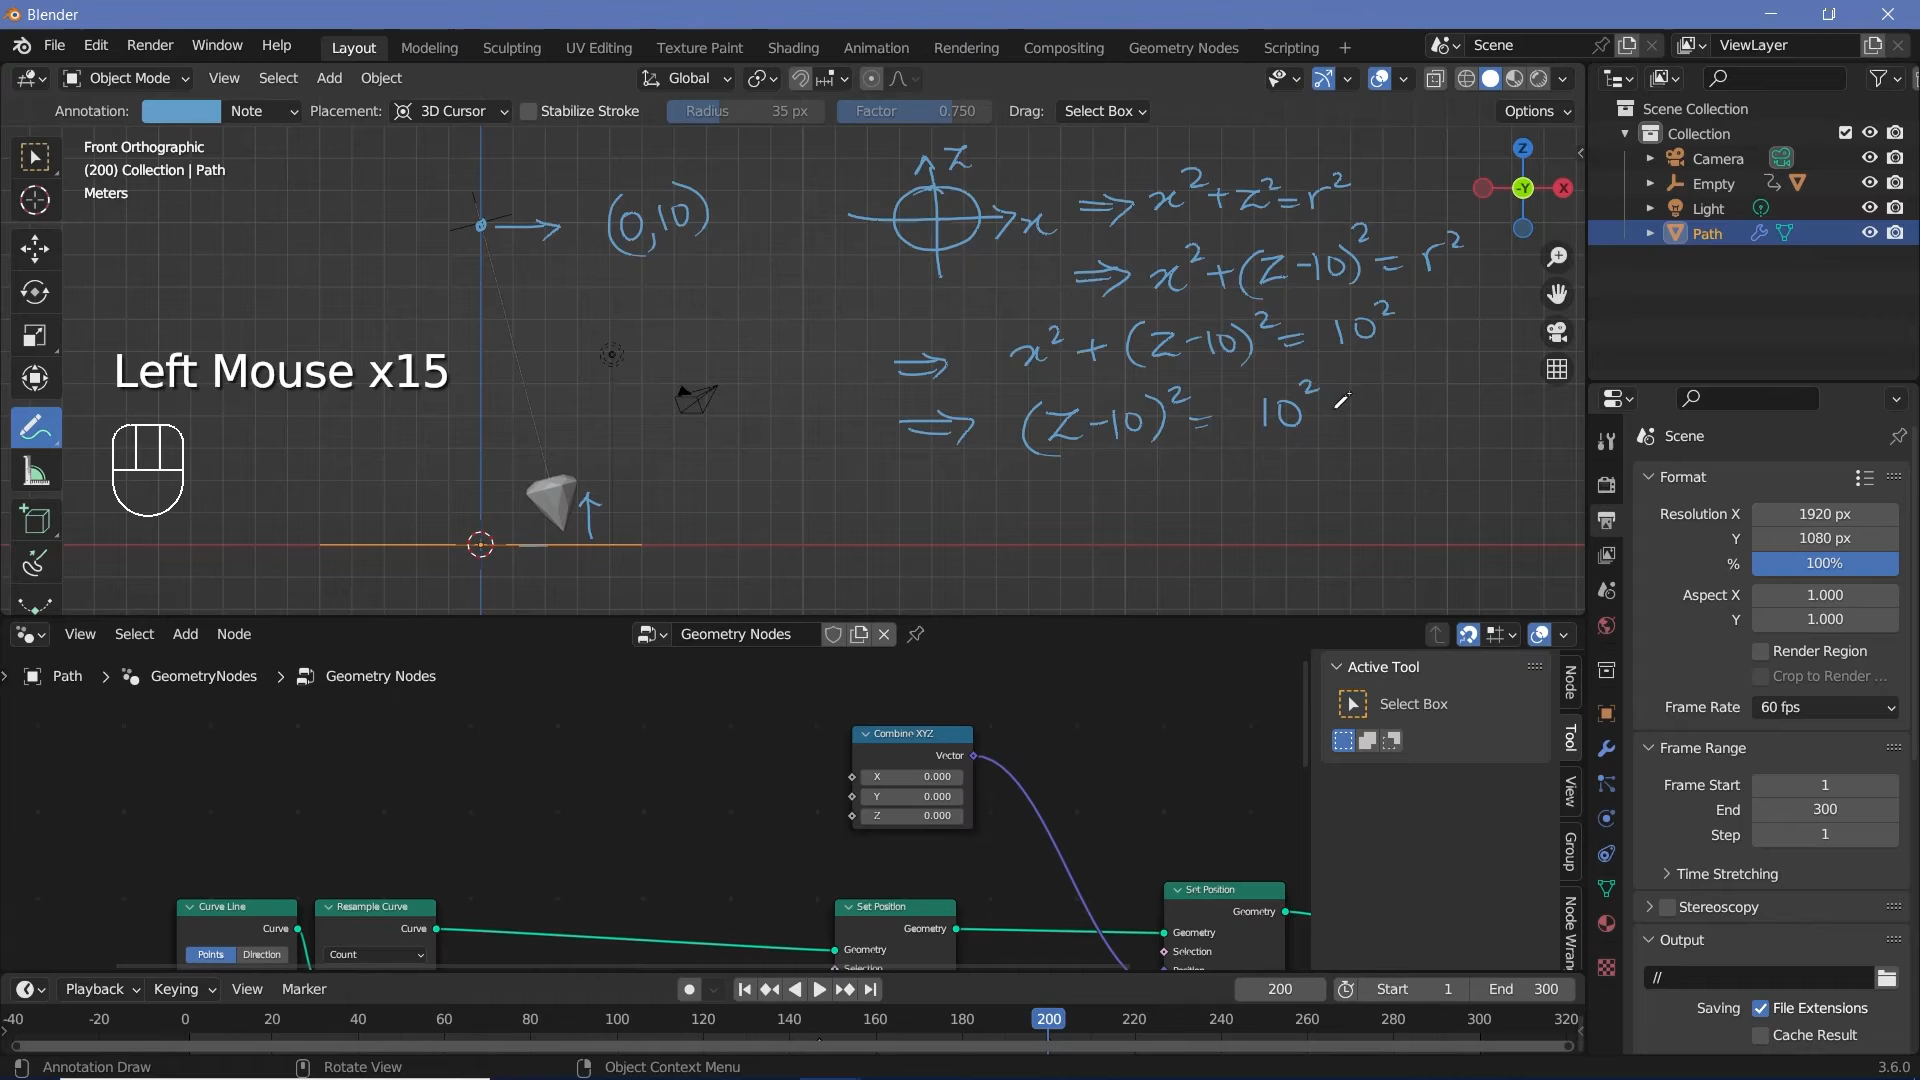 Blender
File Edit Render Window Help Layout Modeling Sculpting UV Editing Texture Paint Shading Animation Rendering Compositing Geometry Nodes Scripting + Scene ViewLayer
Object Mode View Select Add Object Global
Annotation: Note Placement: 3D Cursor Stabilize Stroke Radius 35 px Factor 0.750 Drag: Select Box Options
Front Orthographic
(200) Collection | Path
Meters
Z
X
-Y
(0,10)
z
x
⇒ x² + z² = r²
⇒ x² + (z-10)² = r²
⇒ x² + (z-10)² = 10²
⇒ (z-10)² = 10²
Left Mouse x15
Scene Collection
Collection
Camera
Empty
Light
Path
Scene
Format
Resolution X 1920 px
Y 1080 px
% 100%
Aspect X 1.000
Y 1.000
Render Region
Crop to Render ...
Frame Rate 60 fps
Frame Range
Frame Start 1
End 300
Step 1
Time Stretching
Stereoscopy
Output
//
Saving File Extensions
Cache Result
View Select Add Node Geometry Nodes
Path > GeometryNodes > Geometry Nodes
Active Tool
Select Box
Node
Tool
View
Group
Node Wrang
Combine XYZ
Vector
X 0.000
Y 0.000
Z 0.000
Curve Line
Curve
Points Direction
Resample Curve
Curve
Count
Set Position
Geometry
Geometry
Selection
Set Position
Geometry
Geometry
Selection
Position
Playback Keying View Marker 200 Start 1 End 300
-40 -20 0 20 40 60 80 100 120 140 160 180 200 220 240 260 280 300 320
Annotation Draw Rotate View Object Context Menu 3.6.0